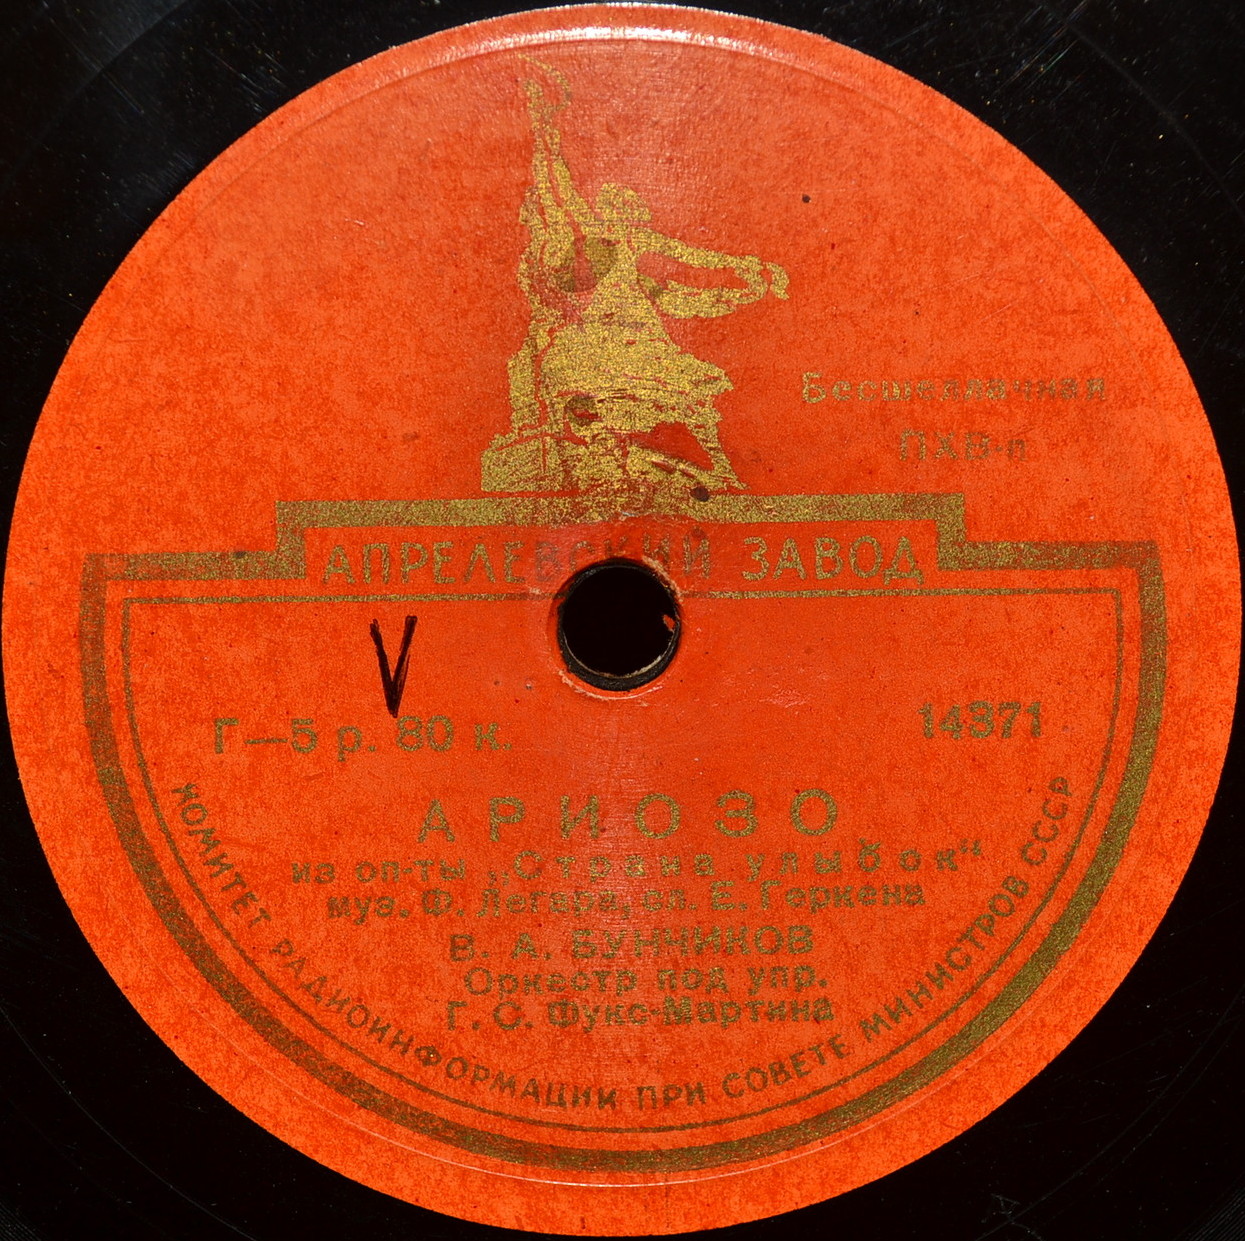 Бесшеллачная
ПХВ-п
АПРЕЛЕВСКИЙ ЗАВОД
V
Г—5 р. 80 к.
14371
АРИОЗО
из оп-ты „Страна улыбок“
муз. Ф. Легара, сл. Е. Геркена
В. А. БУНЧИКОВ
Оркестр под упр.
Г. С. Фукс-Мартина
КОМИТЕТ РАДИОИНФОРМАЦИИ ПРИ СОВЕТЕ МИНИСТРОВ СССР